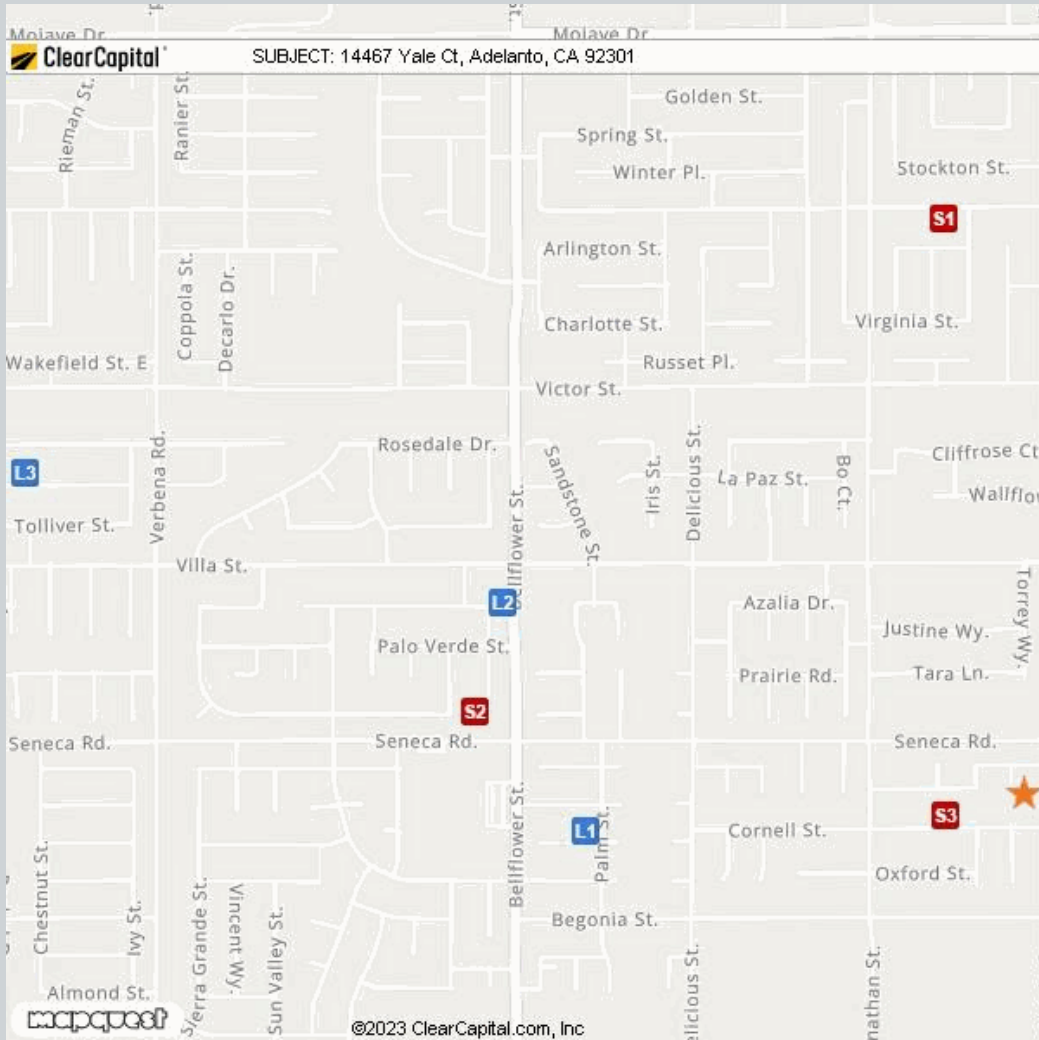 Mojave Dr.
Mojave Dr
ClearCapital
SUBJECT: 14467 Yale Ct, Adelanto, CA 92301
Rieman St.
Ranier St.
Golden St.
Spring St.
Winter Pl.
Stockton St.
S1
Arlington St.
Coppola St.
Decarlo Dr.
Charlotte St.
Virginia St.
Wakefield St. E
Russet Pl.
Victor St.
Rosedale Dr.
Cliffrose Ct
L3
Verbena Rd.
Sandstone St.
Iris St.
Delicious St.
La Paz St.
Bo Ct.
Wallflow
Tolliver St.
Bellflower St.
Villa St.
L2
Azalia Dr.
Torrey Wy.
Justine Wy.
Palo Verde St.
Prairie Rd.
Tara Ln.
S2
Seneca Rd.
Seneca Rd.
Seneca Rd.
S3
L1
Palm St.
Bellflower St.
Cornell St.
Chestnut St.
Oxford St.
Ivy St.
Sierra Grande St.
Vincent Wy.
Sun Valley St.
Begonia St.
elicious St.
nathan St.
Almond St.
mapquest
©2023 ClearCapital.com, Inc